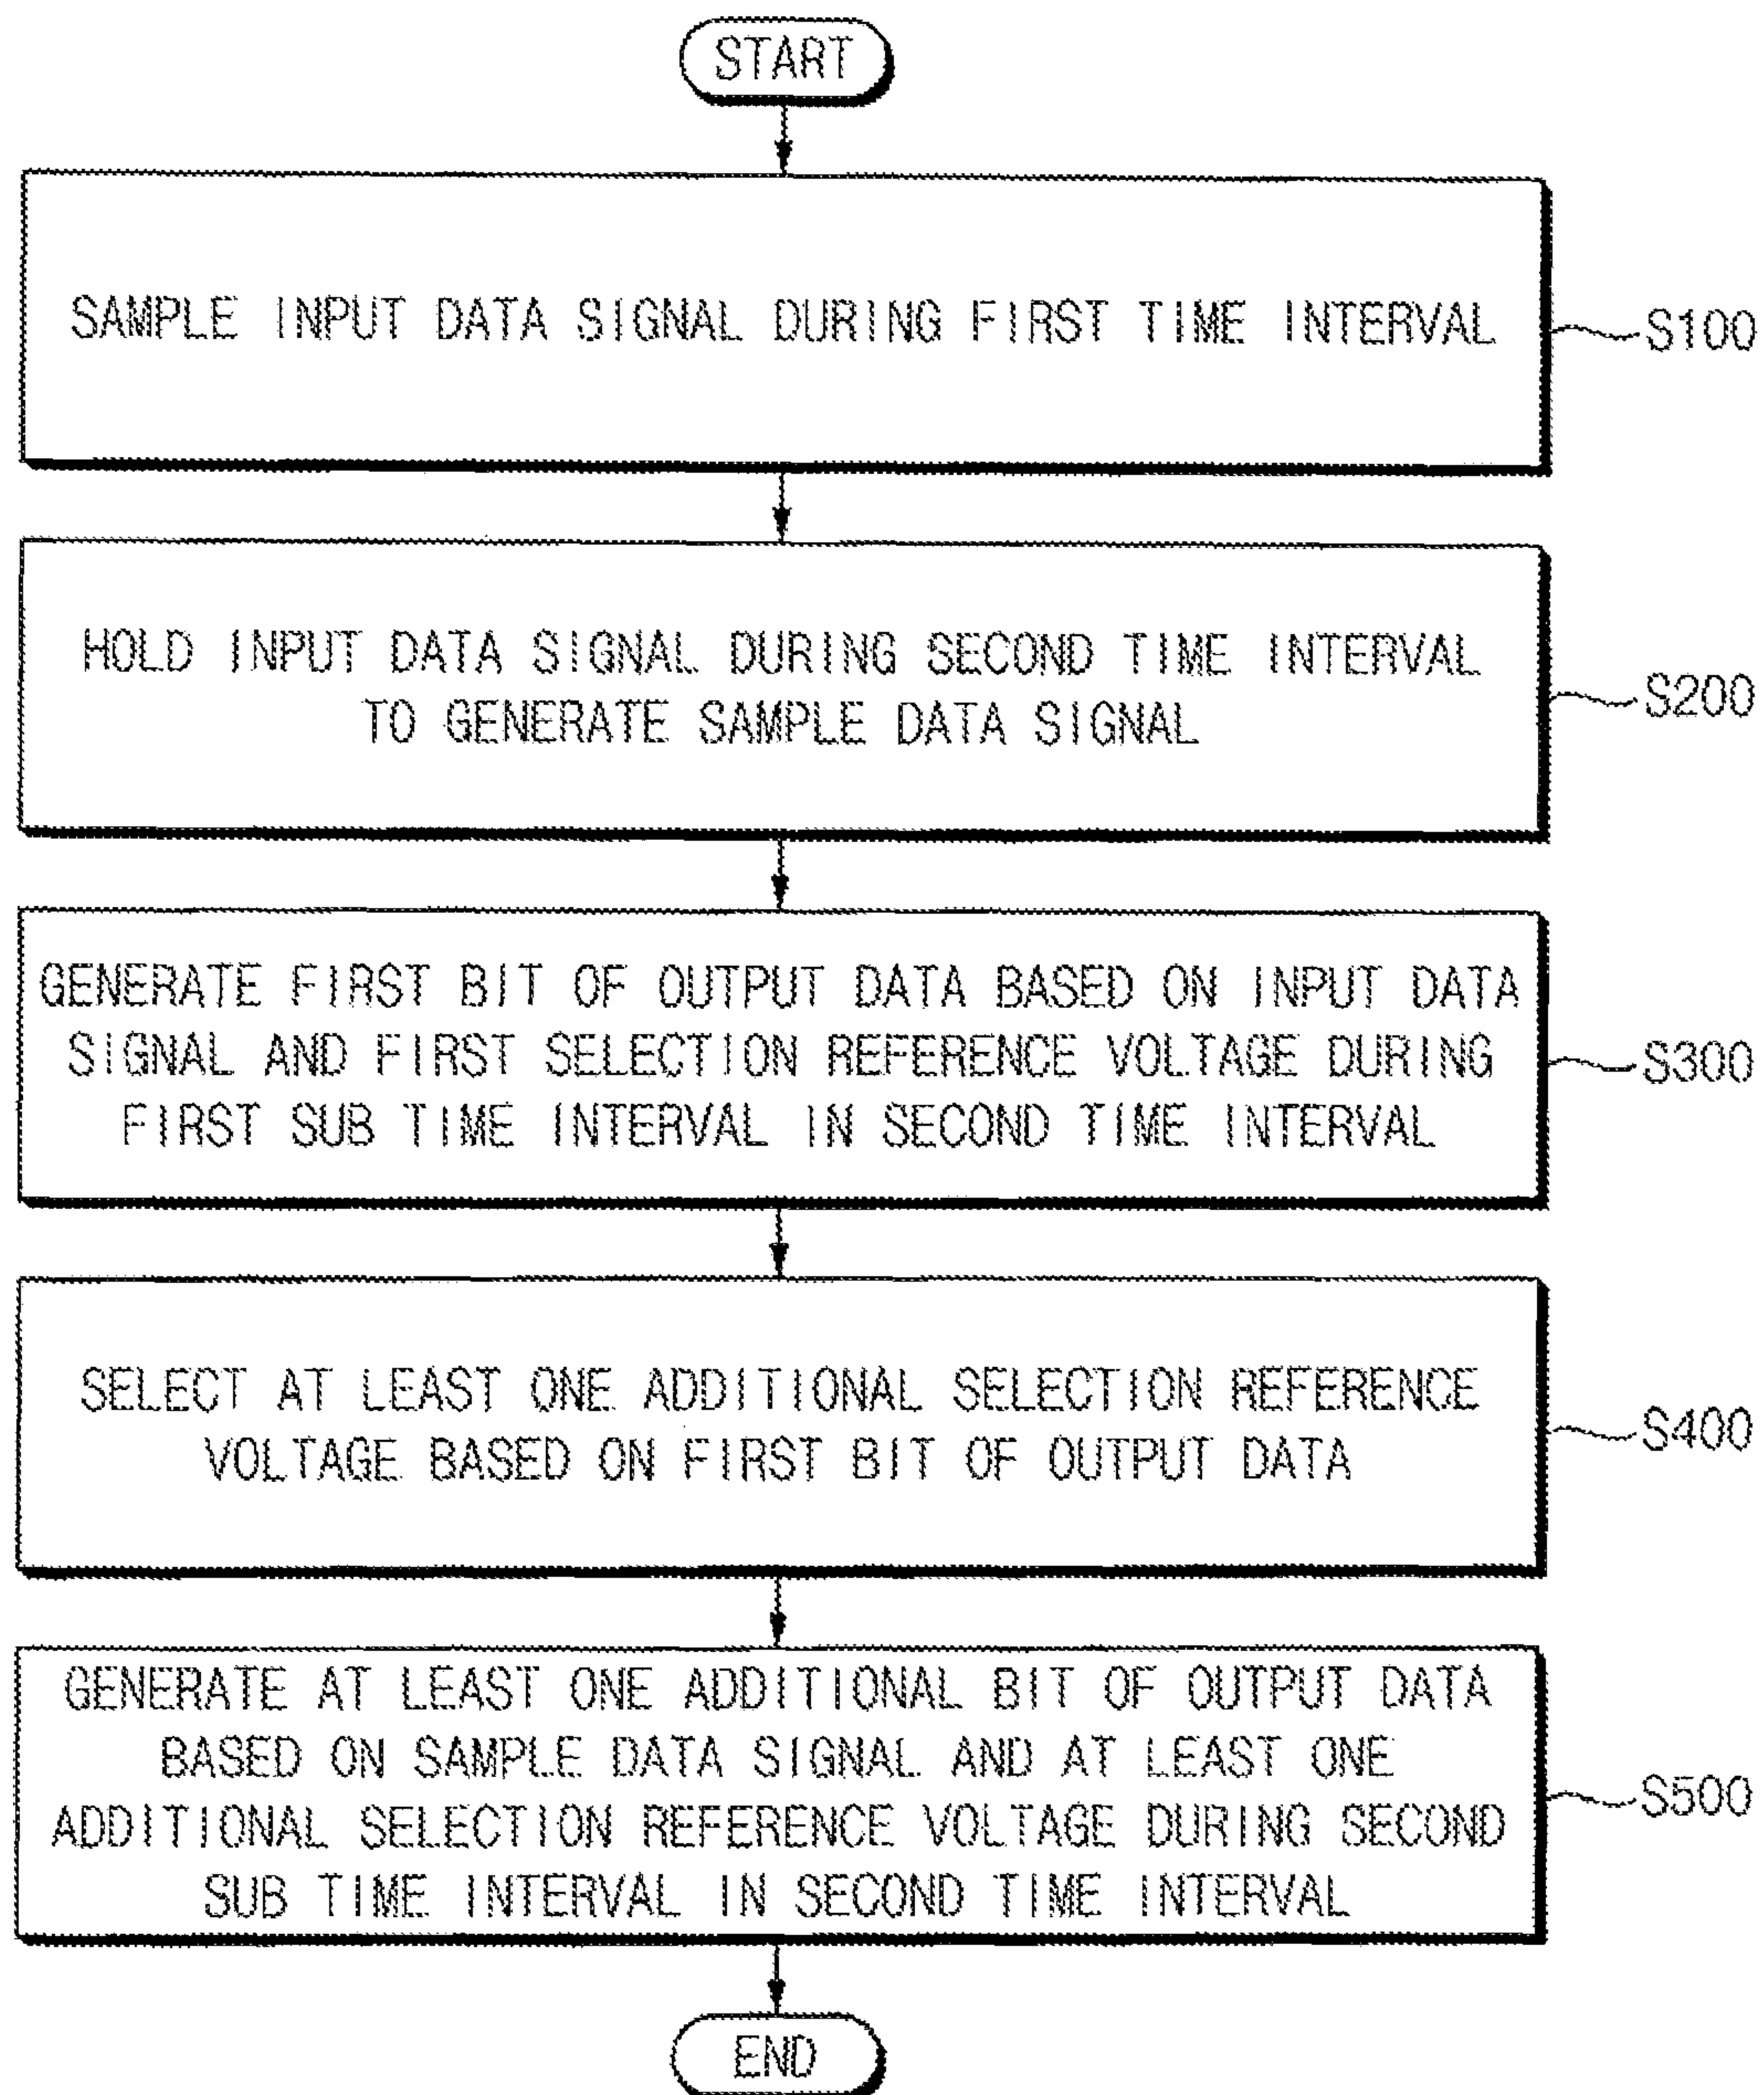 START
SAMPLE INPUT DATA SIGNAL DURING FIRST TIME INTERVAL
S100
HOLD INPUT DATA SIGNAL DURING SECOND TIME INTERVAL
TO GENERATE SAMPLE DATA SIGNAL
S200
GENERATE FIRST BIT OF OUTPUT DATA BASED ON INPUT DATA
SIGNAL AND FIRST SELECTION REFERENCE VOLTAGE DURING
FIRST SUB TIME INTERVAL IN SECOND TIME INTERVAL
S300
SELECT AT LEAST ONE ADDITIONAL SELECTION REFERENCE
VOLTAGE BASED ON FIRST BIT OF OUTPUT DATA
S400
GENERATE AT LEAST ONE ADDITIONAL BIT OF OUTPUT DATA
BASED ON SAMPLE DATA SIGNAL AND AT LEAST ONE
ADDITIONAL SELECTION REFERENCE VOLTAGE DURING SECOND
SUB TIME INTERVAL IN SECOND TIME INTERVAL
S500
END